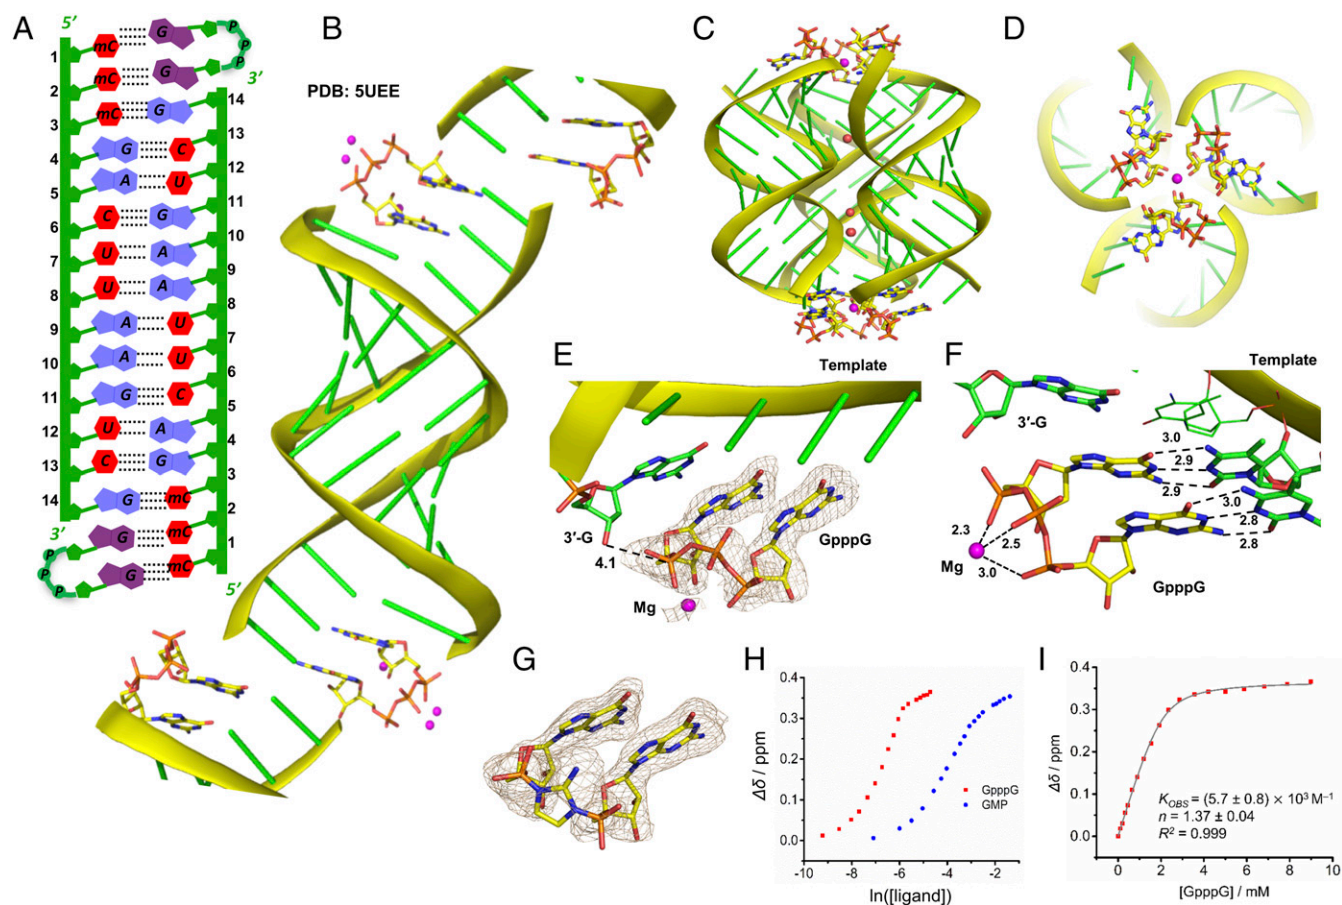 A
5′
mC G P
P
1
mC G P
2 3′
mC G 14
3 13
4 G C
12
5 A U
11
6 C G
10
7 U A
9
8 U A
8
9 A U
7
10 A U
6
11 G C
5
12 U A
4
13 C G
3
14 G mC
2
3′
G mC
P 1
P
P G mC
5′
B
PDB: 5UEE
C
D
E
Template
3′-G
4.1
GpppG
Mg
F
Template
3′-G
3.0
2.9
2.9
3.0
2.8
2.8
2.3
2.5
Mg
3.0
GpppG
G
H
Δδ / ppm
0.4
0.3
0.2
0.1
0.0
-10 -8 -6 -4 -2
ln([ligand])
GpppG
GMP
I
Δδ / ppm
0.4
0.3
0.2
0.1
0.0
0 2 4 6 8 10
[GpppG] / mM
K_OBS = (5.7 ± 0.8) × 10³ M⁻¹
n = 1.37 ± 0.04
R² = 0.999